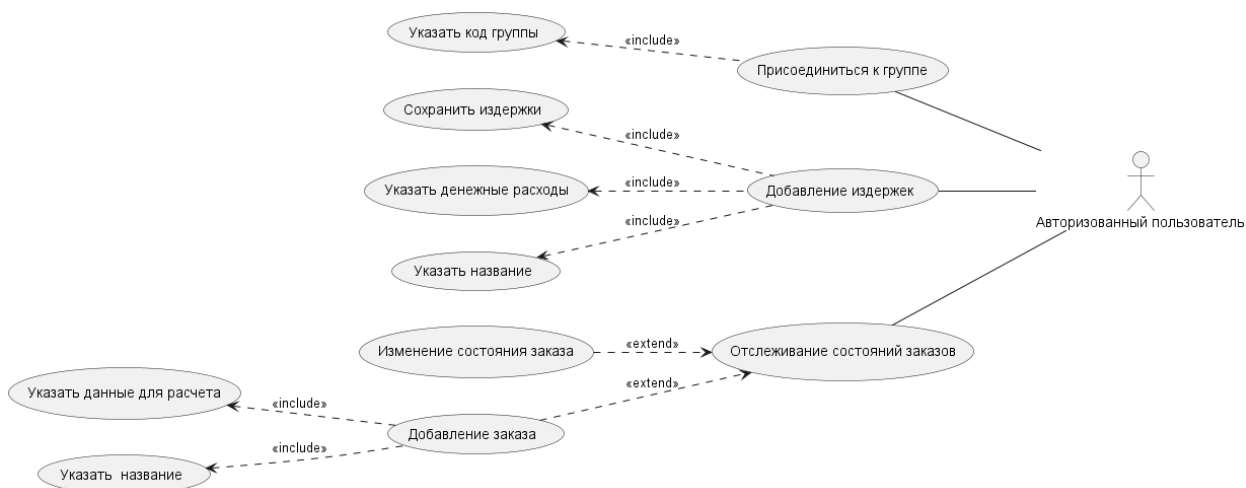 Указать код группы
«include»
Присоединиться к группе
Сохранить издержки
«include»
Указать денежные расходы
«include»
Добавление издержек
«include»
Авторизованный пользователь
Указать название
Изменение состояния заказа
«extend»
Отслеживание состояний заказов
«extend»
Указать данные для расчета
«include»
Добавление заказа
«include»
Указать  название